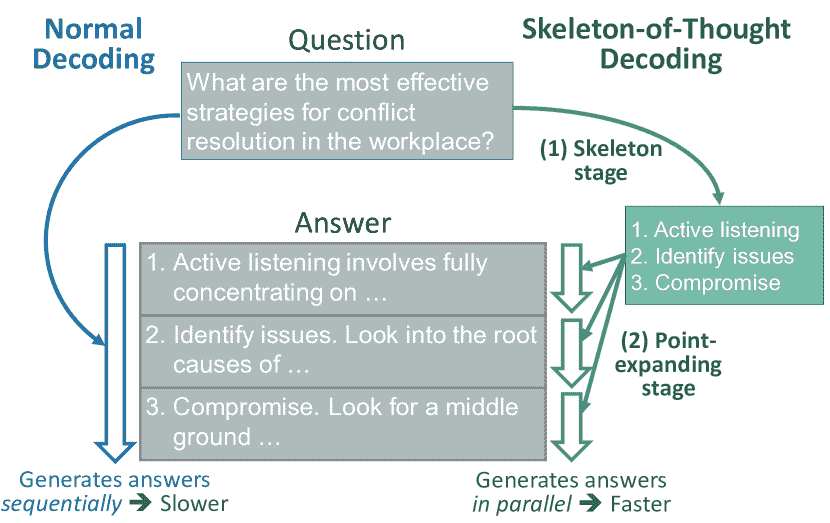 Normal
Decoding
Question
Skeleton-of-Thought
Decoding
What are the most effective
strategies for conflict
resolution in the workplace?
(1) Skeleton
stage
1. Active listening
2. Identify issues
3. Compromise
Answer
1. Active listening involves fully
concentrating on …
2. Identify issues. Look into the root
causes of …
3. Compromise. Look for a middle
ground …
(2) Point-
expanding
stage
Generates answers
sequentially ➔ Slower
Generates answers
in parallel ➔ Faster